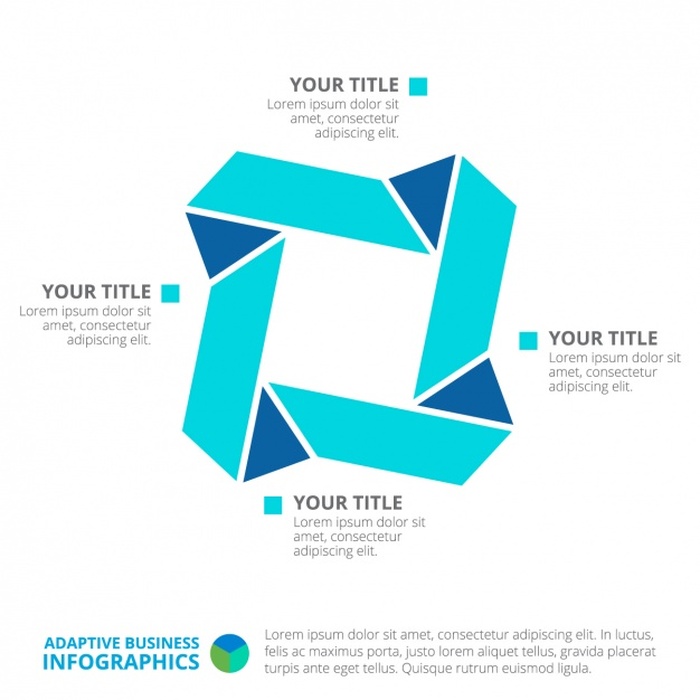 YOUR TITLE
Lorem ipsum dolor sit
amet, consectetur
adipiscing elit.
YOUR TITLE
Lorem ipsum dolor sit
amet, consectetur
adipiscing elit.
YOUR TITLE
Lorem ipsum dolor sit
amet, consectetur
adipiscing elit.
YOUR TITLE
Lorem ipsum dolor sit
amet, consectetur
adipiscing elit.
ADAPTIVE BUSINESS
INFOGRAPHICS
Lorem ipsum dolor sit amet, consectetur adipiscing elit. In luctus,
felis ac maximus porta, justo lorem aliquet diam, gravida placerat
turpis magna nec tellus. Quisque rutrum euismod ligula.